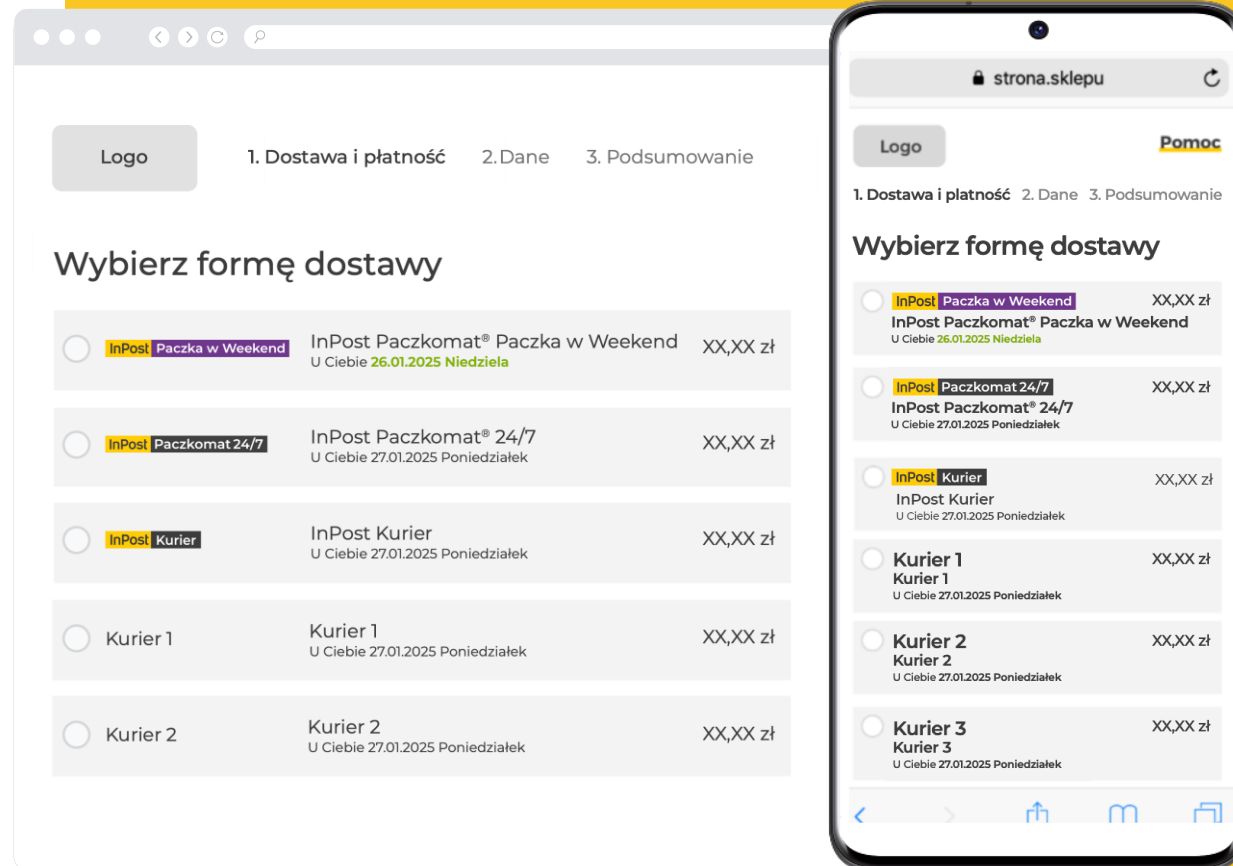 Logo
1. Dostawa i płatność 2.Dane 3. Podsumowanie
Wybierz formę dostawy
InPost Paczka w Weekend InPost Paczkomat® Paczka w Weekend XX,XX zł
U Ciebie 26.01.2025 Niedziela
InPost Paczkomat 24/7 InPost Paczkomat® 24/7 XX,XX zł
U Ciebie 27.01.2025 Poniedziałek
InPost Kurier InPost Kurier XX,XX zł
U Ciebie 27.01.2025 Poniedziałek
Kurier 1 Kurier 1 XX,XX zł
U Ciebie 27.01.2025 Poniedziałek
Kurier 2 Kurier 2 XX,XX zł
U Ciebie 27.01.2025 Poniedziałek
strona.sklepu
Logo Pomoc
1. Dostawa i platność 2. Dane 3. Podsumowanie
Wybierz formę dostawy
InPost Paczka w Weekend XX,XX zł
InPost Paczkomat® Paczka w Weekend
U Ciebie 26.01.2025 Niedziela
InPost Paczkomat 24/7 XX,XX zł
InPost Paczkomat® 24/7
U Ciebie 27.01.2025 Poniedziałek
InPost Kurier XX,XX zł
InPost Kurier
U Ciebie 27.01.2025 Poniedziałek
Kurier 1 XX,XX zł
Kurier 1
U Ciebie 27.01.2025 Poniedziałek
Kurier 2 XX,XX zł
Kurier 2
U Ciebie 27.01.2025 Poniedziałek
Kurier 3 XX,XX zł
Kurier 3
U Ciebie 27.01.2025 Poniedziałek